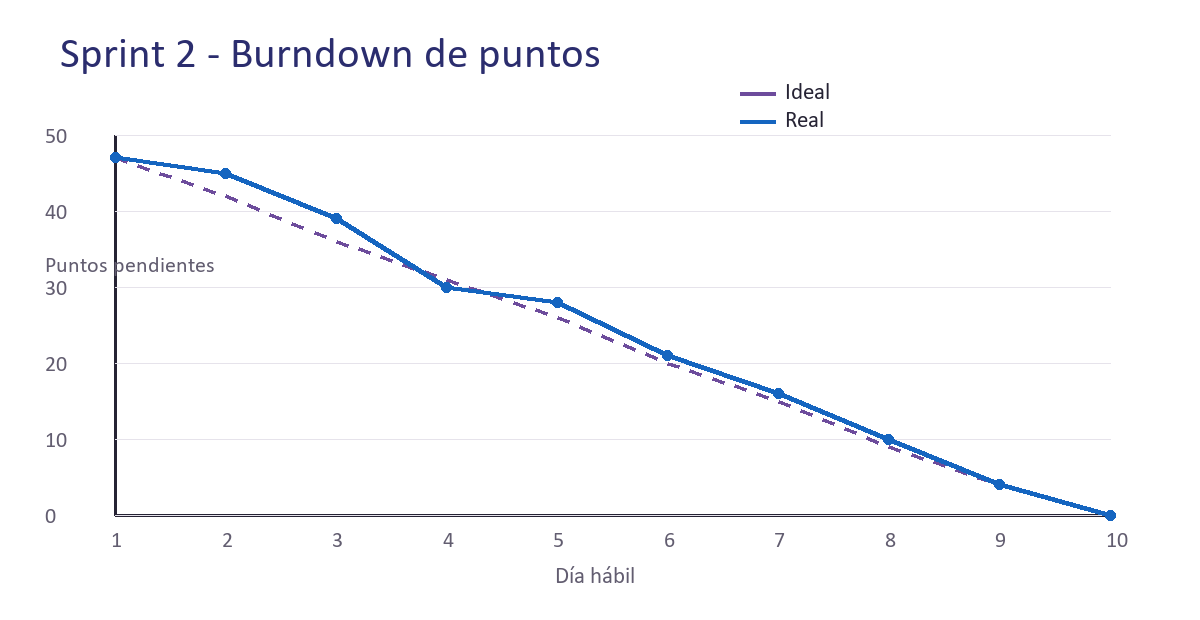 Sprint 2 - Burndown de puntos
Ideal
Real
50
40
Puntos pendientes
30
20
10
0
1 2 3 4 5 6 7 8 9 10
Día hábil